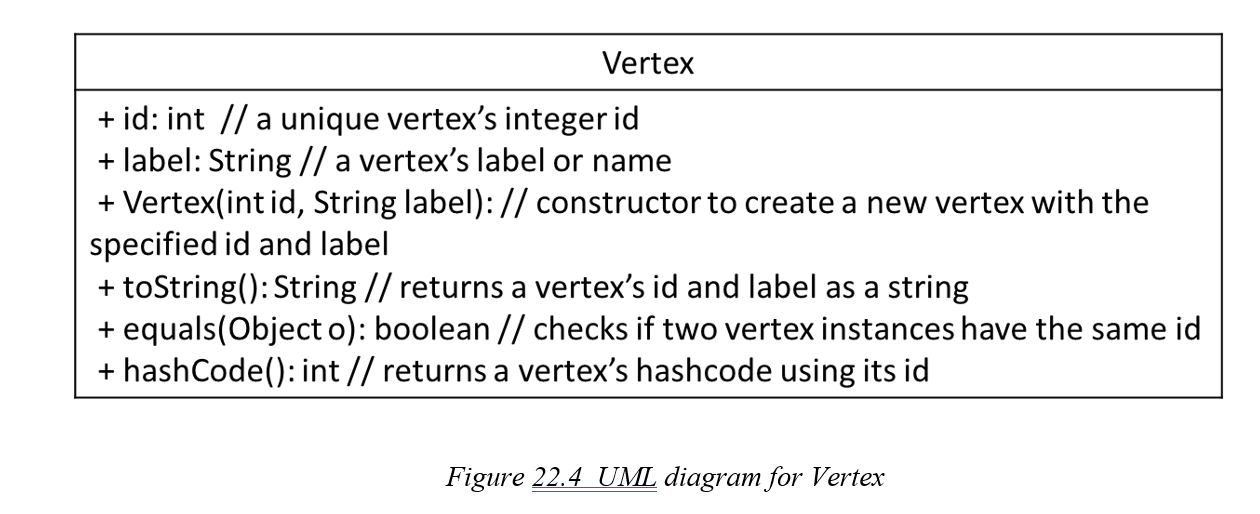 Vertex
+ id: int // a unique vertex’s integer id
+ label: String // a vertex’s label or name
+ Vertex(int id, String label): // constructor to create a new vertex with the
specified id and label
+ toString(): String // returns a vertex’s id and label as a string
+ equals(Object o): boolean // checks if two vertex instances have the same id
+ hashCode(): int // returns a vertex’s hashcode using its id
Figure 22.4 UML diagram for Vertex